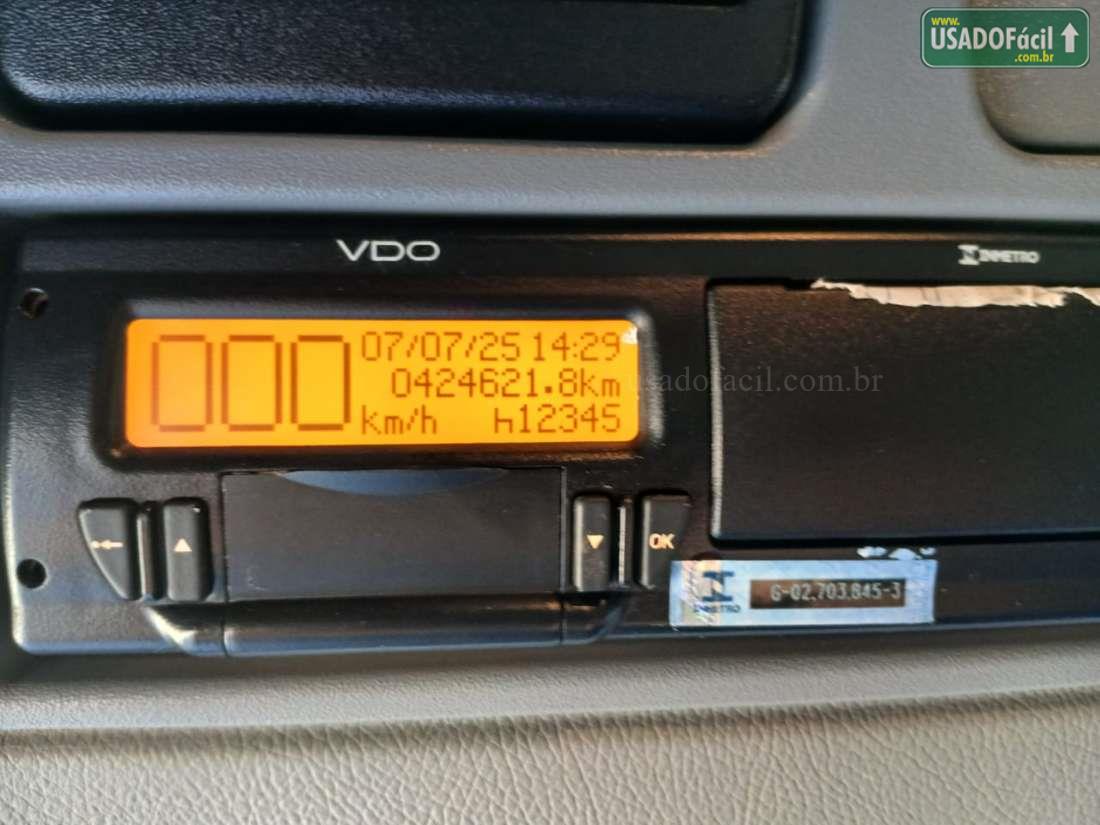 www.
USADOFácil
.com.br
VDO
INMETRO
000
07/07/25 14:29
0424621.8km
km/h h12345
usadofacil.com.br
OK
INMETRO
G-02.703.845-3